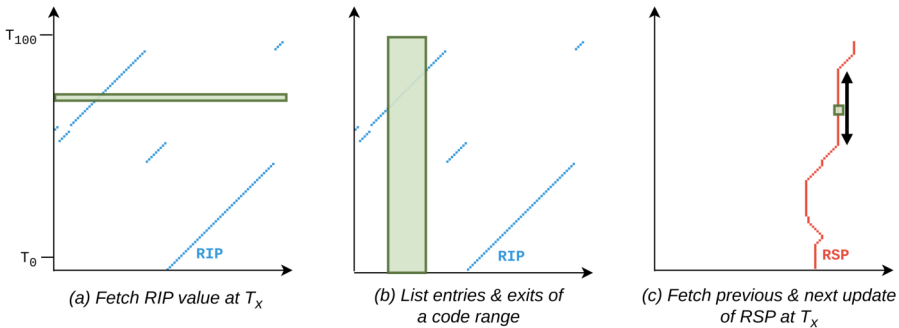 T100
T0
RIP
(a) Fetch RIP value at Tx
RIP
(b) List entries & exits of
a code range
RSP
(c) Fetch previous & next update
of RSP at Tx